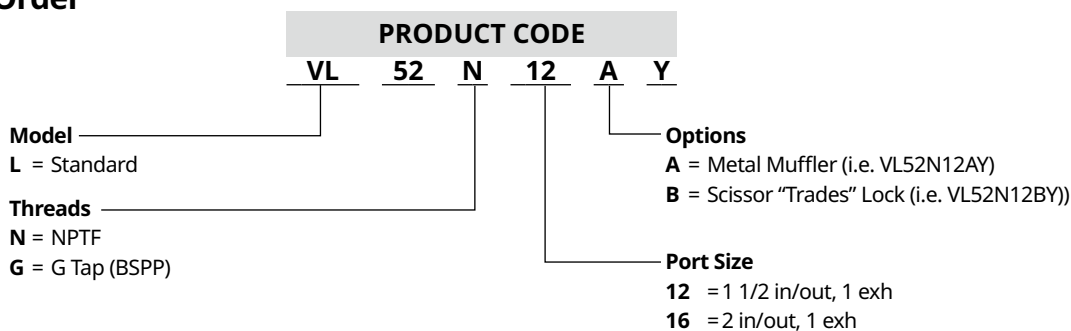 Order
PRODUCT CODE
VL 52 N 12 A Y
Model
L = Standard
Threads
N = NPTF
G = G Tap (BSPP)
Options
A = Metal Muffler (i.e. VL52N12AY)
B = Scissor “Trades” Lock (i.e. VL52N12BY))
Port Size
12 = 1 1/2 in/out, 1 exh
16 = 2 in/out, 1 exh